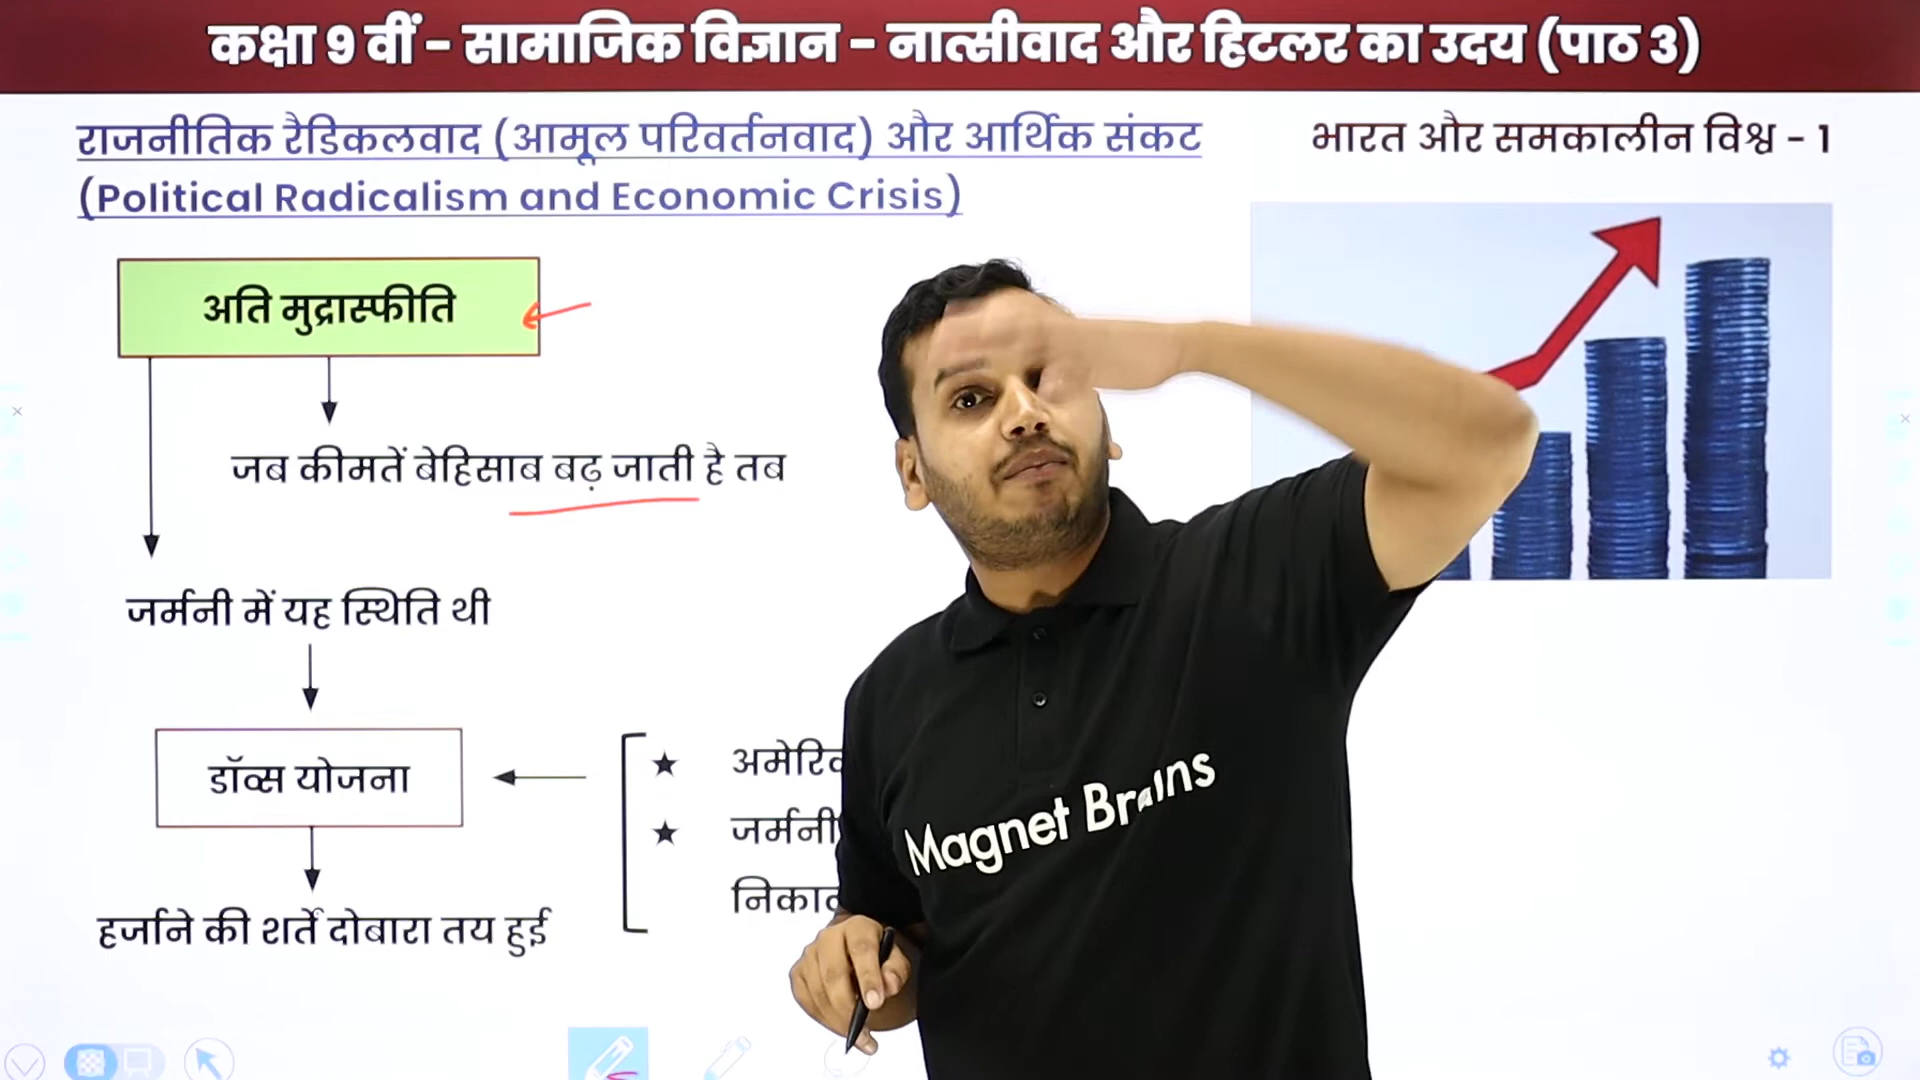 कक्षा 9 वीं - सामाजिक विज्ञान - नात्सीवाद और हिटलर का उदय (पाठ 3)
राजनीतिक रैडिकलवाद (आमूल परिवर्तनवाद) और आर्थिक संकट
(Political Radicalism and Economic Crisis)
भारत और समकालीन विश्व - 1
अति मुद्रास्फीति
जब कीमतें बेहिसाब बढ़ जाती है तब
जर्मनी में यह स्थिति थी
डॉव्स योजना
★
★ जर्मनी
हर्जाने की शर्तें दोबारा तय हुई
Magnet Brains